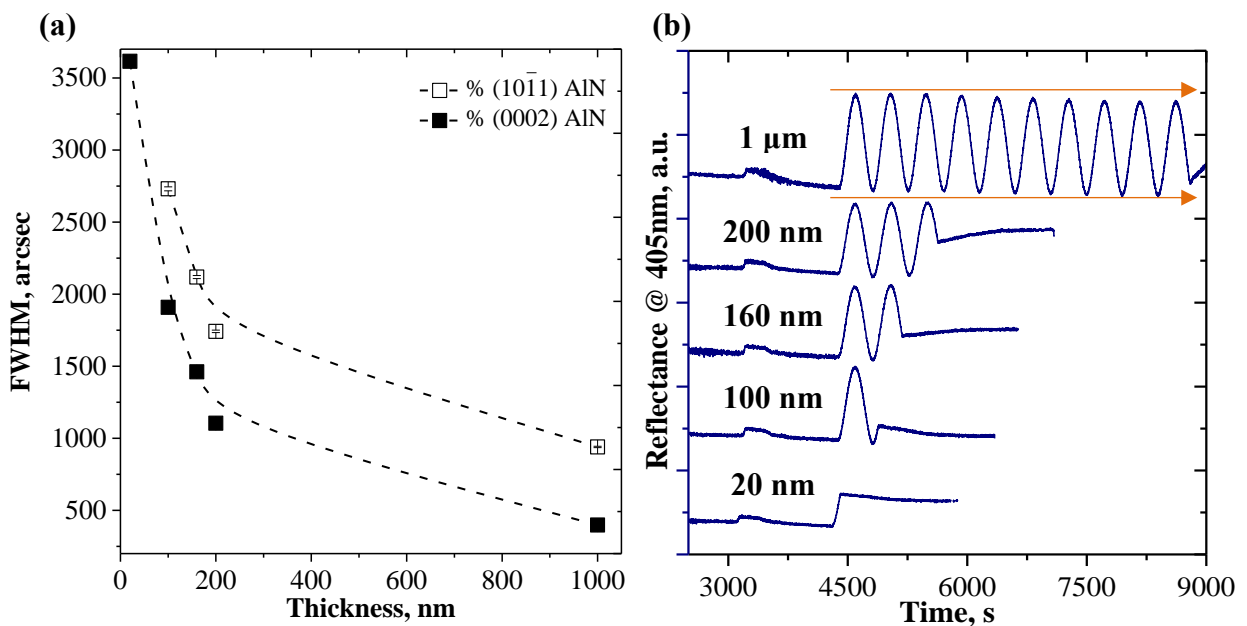 (a)
3500
3000
2500
2000
1500
1000
500
FWHM, arcsec
% (101̄1) AlN
% (0002) AlN
0
200
400
600
800
1000
Thickness, nm
(b)
Reflectance @ 405nm, a.u.
1 μm
200 nm
160 nm
100 nm
20 nm
3000
4500
6000
7500
9000
Time, s